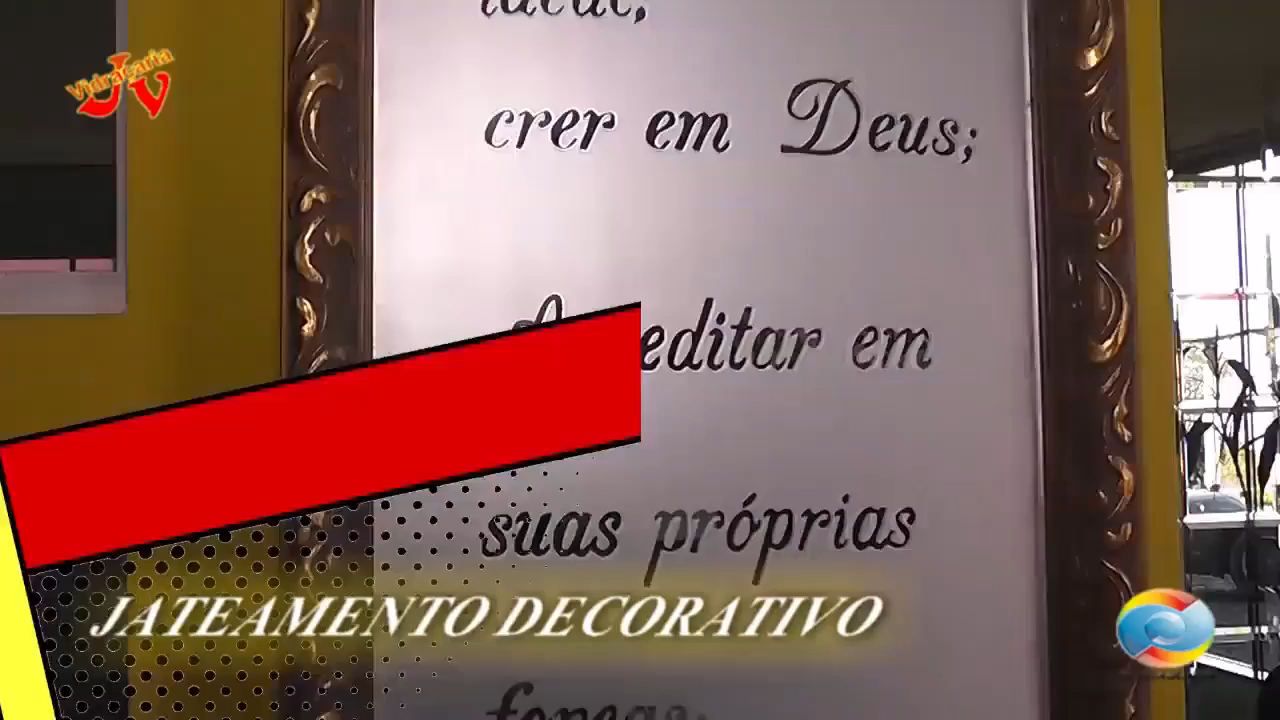 Vidraçaria
JV
crer em Deus;
editar em
suas próprias
JATEAMENTO DECORATIVO